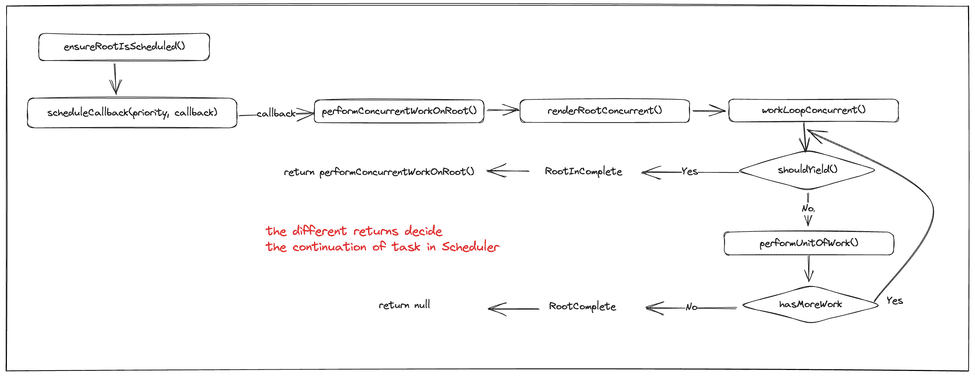 ensureRootIsScheduled()
scheduleCallback(priority, callback)
callback
performConcurrentWorkOnRoot()
renderRootConcurrent()
workLoopConcurrent()
return performConcurrentWorkOnRoot()
RootInComplete
Yes
shouldYield()
No.
the different returns decide
the continuation of task in Scheduler
performUnitOfWork()
return null
RootComplete
No
hasMoreWork
Yes